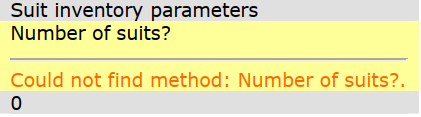 Suit inventory parameters
Number of suits?
Could not find method: Number of suits?.
0